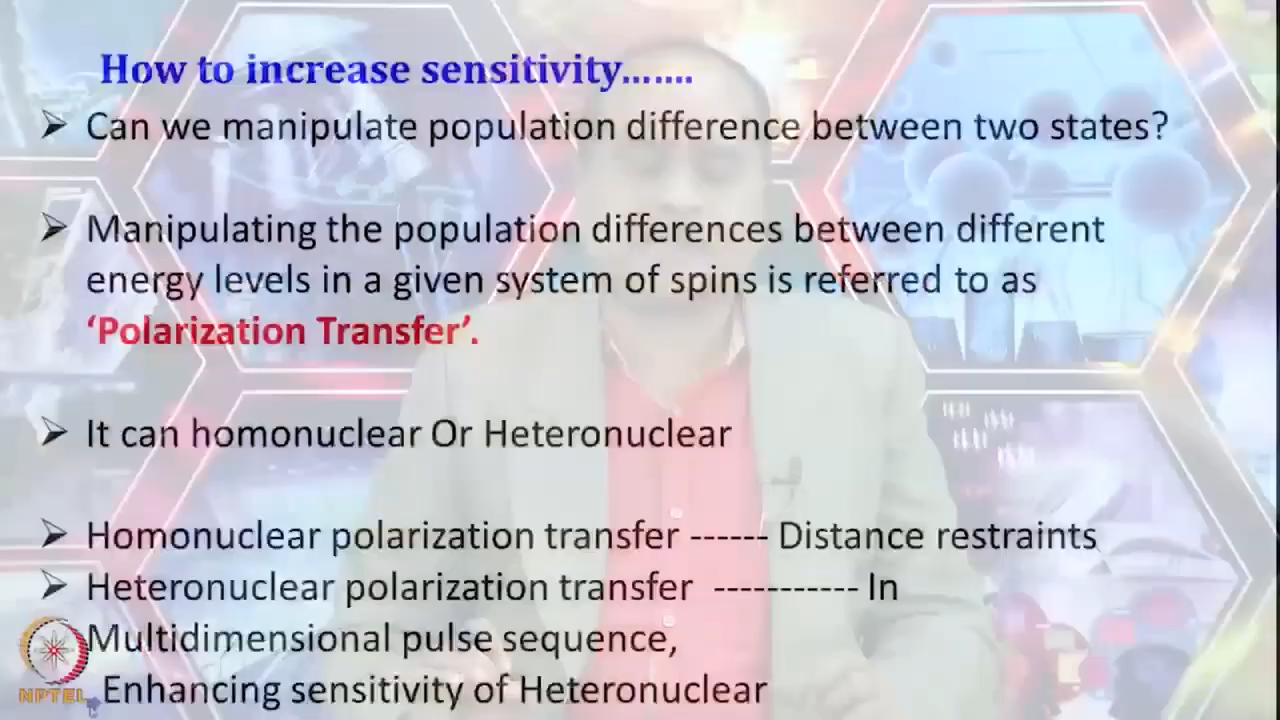 How to increase sensitivity.......
➢ Can we manipulate population difference between two states?
➢ Manipulating the population differences between different
energy levels in a given system of spins is referred to as
‘Polarization Transfer’.
➢ It can homonuclear Or Heteronuclear
➢ Homonuclear polarization transfer ------ Distance restraints
➢ Heteronuclear polarization transfer ----------- In
Multidimensional pulse sequence,
Enhancing sensitivity of Heteronuclear
NPTEL